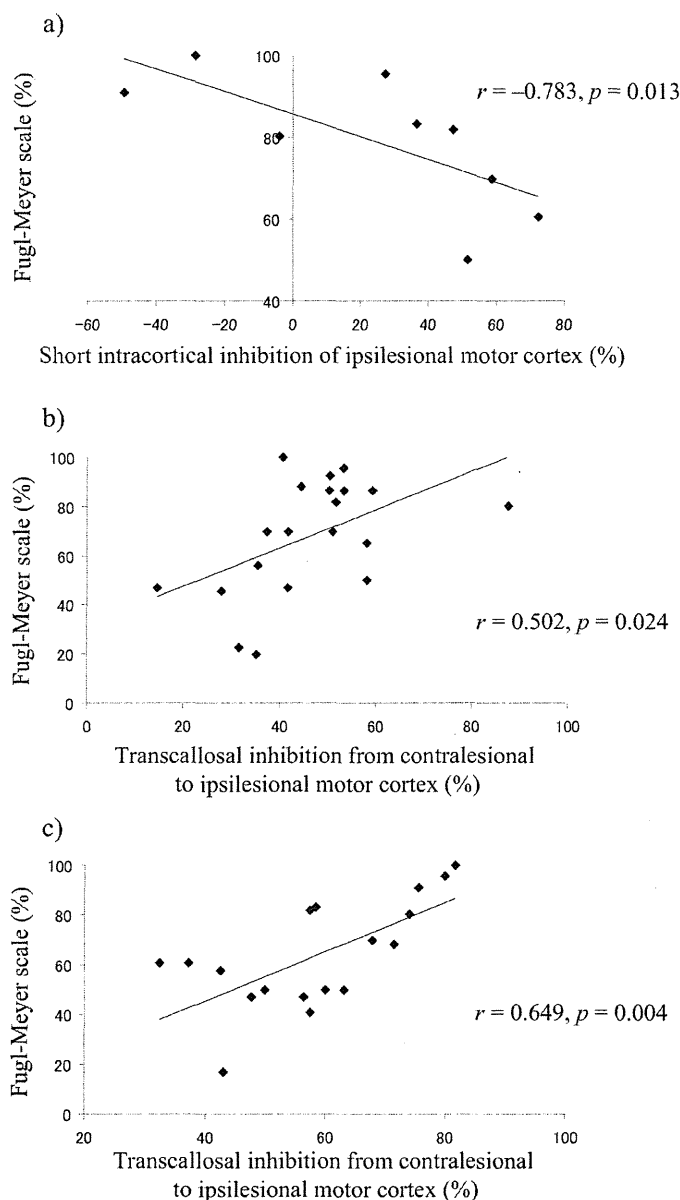 a)
Fugl-Meyer scale (%)
100
80
60
40
r = –0.783, p = 0.013
−60 −40 −20 0 20 40 60 80
Short intracortical inhibition of ipsilesional motor cortex (%)
b)
Fugl-Meyer scale (%)
100
80
60
40
20
0
r = 0.502, p = 0.024
0 20 40 60 80 100
Transcallosal inhibition from contralesional
to ipsilesional motor cortex (%)
c)
Fugl-Meyer scale (%)
100
80
60
40
20
0
r = 0.649, p = 0.004
20 40 60 80 100
Transcallosal inhibition from contralesional
to ipsilesional motor cortex (%)